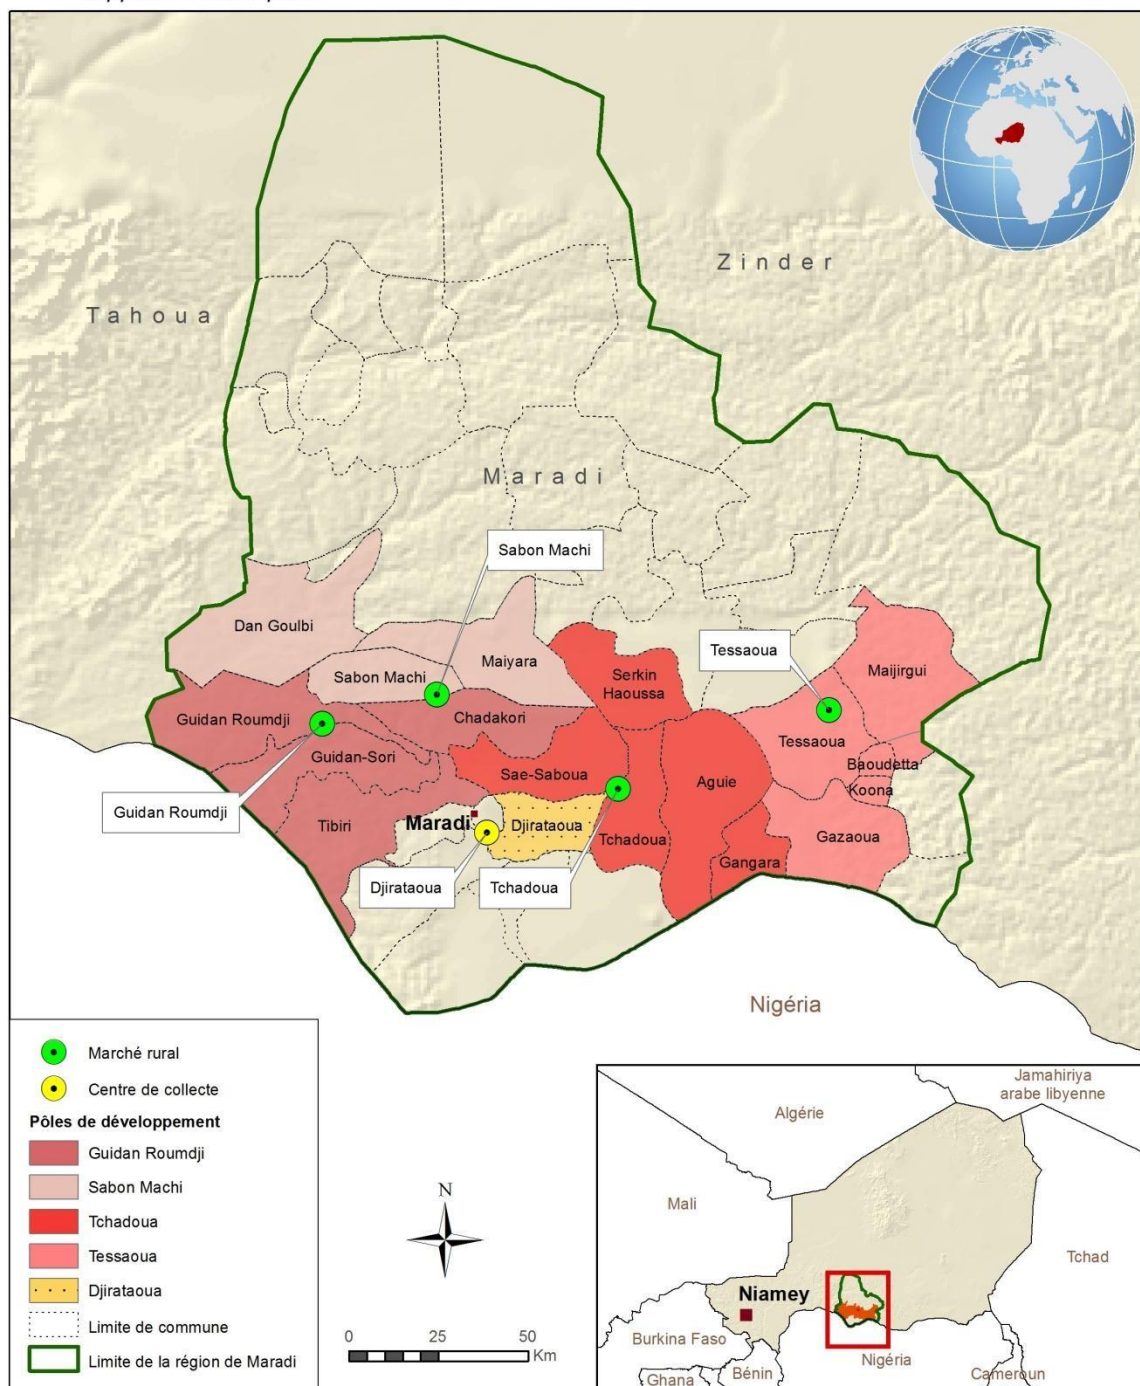 Zinder
Tahoua
Maradi
Sabon Machi
Dan Goulbi
Tessaoua
Maiyara
Serkin
Haoussa
Maijirgui
Sabon Machi
Guidan Roumdji
Chadakori
Tessaoua
Guidan-Sori
Baoudetta
Sae-Saboua
Aguie
Koona
Guidan Roumdji
Tibiri
Maradi
Djirataoua
Tchadoua
Gazaoua
Gangara
Djirataoua
Tchadoua
Nigéria
Marché rural
Centre de collecte
Pôles de développement
Guidan Roumdji
Sabon Machi
Tchadoua
Tessaoua
Djirataoua
Limite de commune
Limite de la région de Maradi
N
0 25 50
Km
Jamahiriya
arabe libyenne
Algérie
Mali
Tchad
Niamey
Burkina Faso
Nigéria
Bénin
Ghana
Cameroun